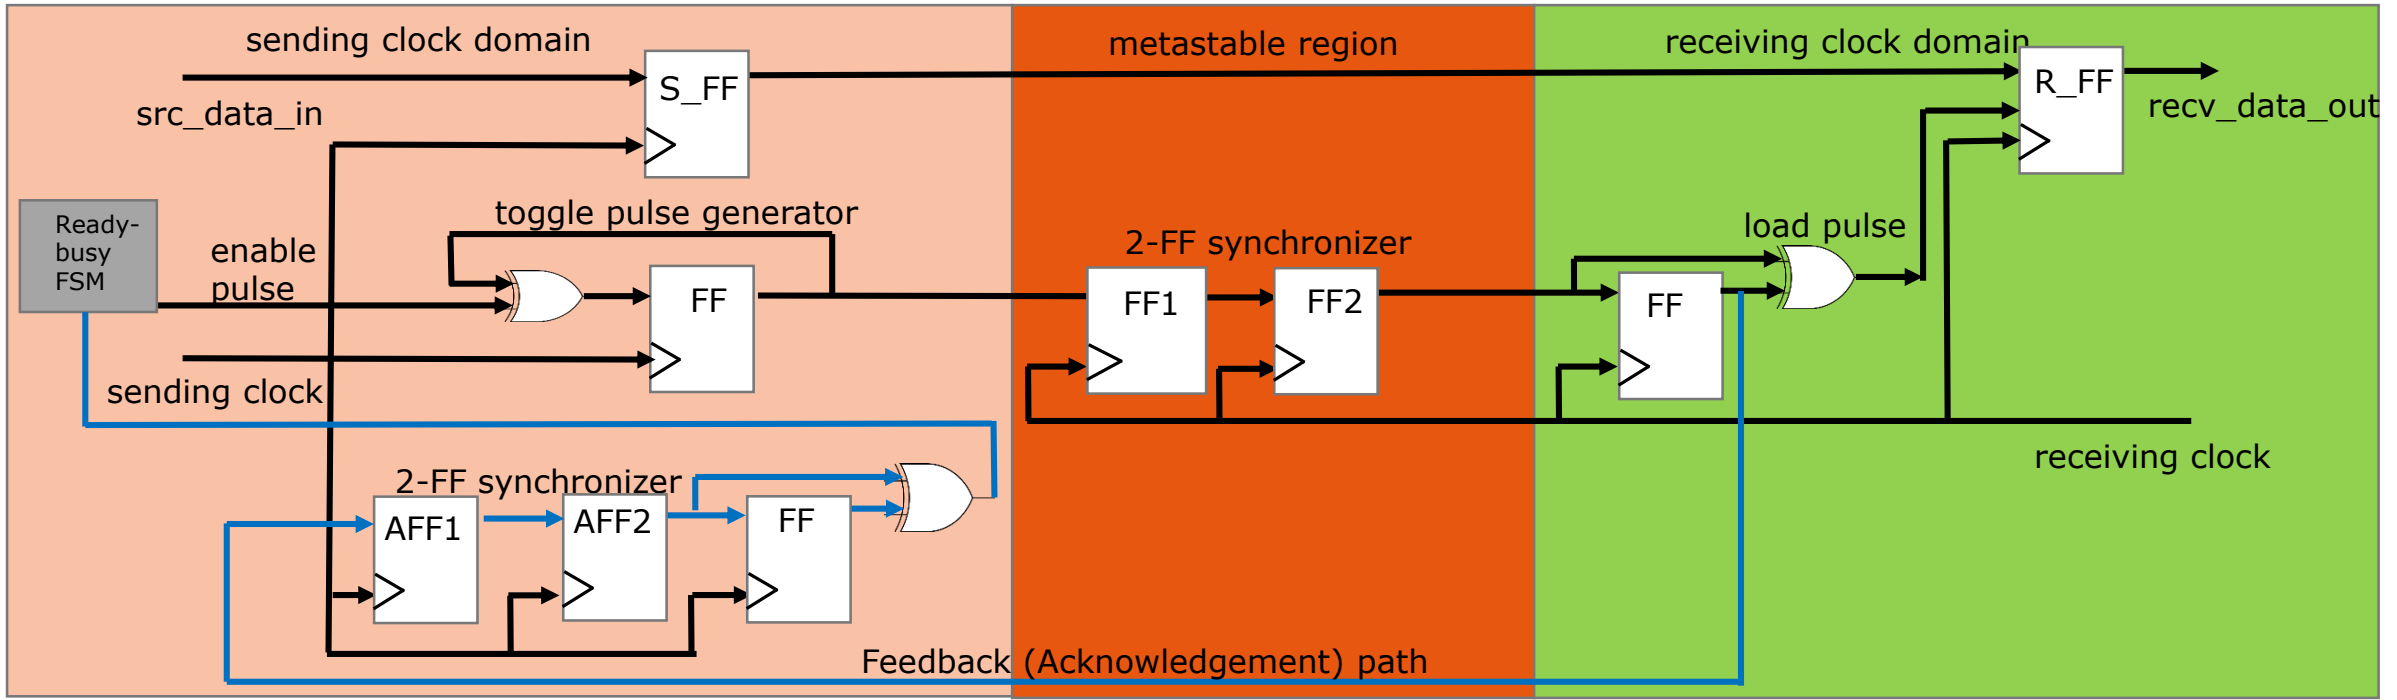 sending clock domain
metastable region
receiving clock domain
S_FF
R_FF
src_data_in
recv_data_out
Ready-
busy
FSM
enable
pulse
toggle pulse generator
2-FF synchronizer
load pulse
FF
FF1
FF2
FF
sending clock
receiving clock
2-FF synchronizer
AFF1
AFF2
FF
Feedback (Acknowledgement) path